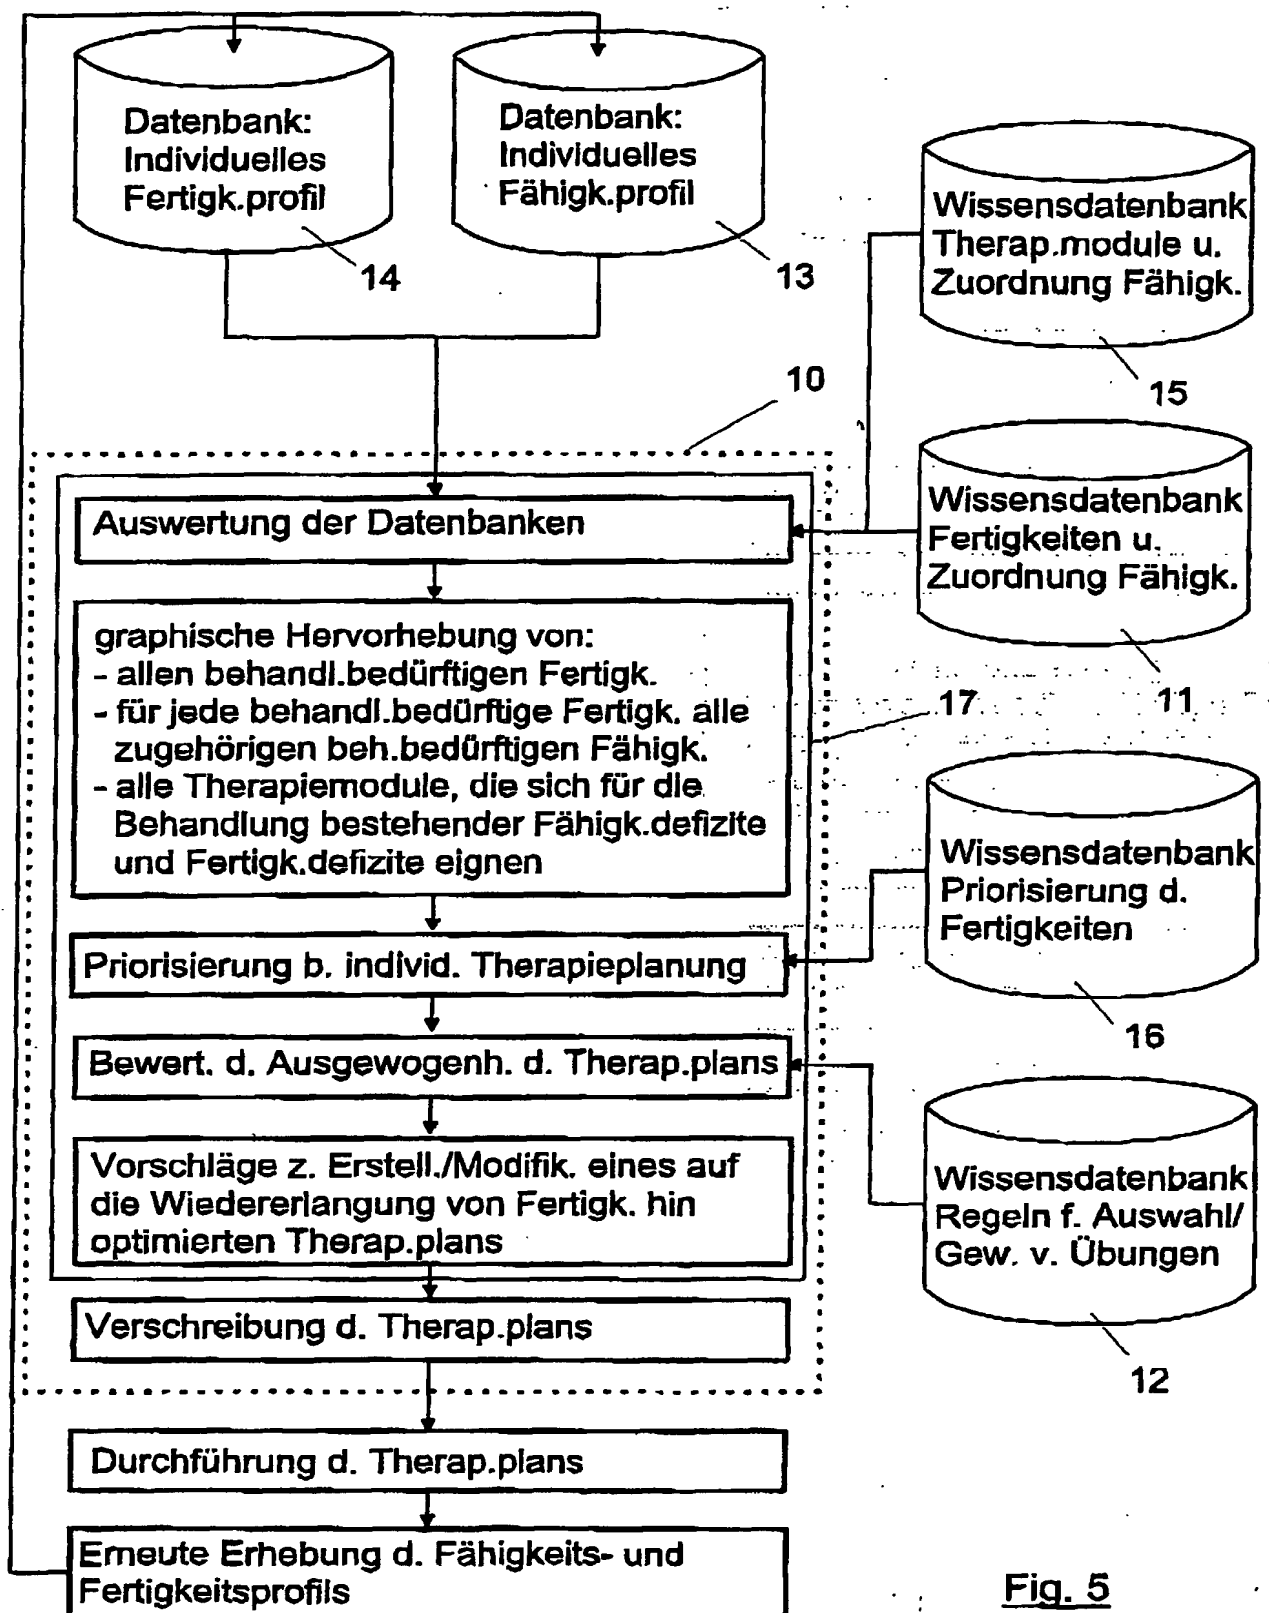 Datenbank:
Individuelles
Fertigk.profil
14
Datenbank:
Individuelles
Fähigk.profil
13
Wissensdatenbank
Therap.module u.
Zuordnung Fähigk.
15
10
Auswertung der Datenbanken
Wissensdatenbank
Fertigkeiten u.
Zuordnung Fähigk.
11
graphische Hervorhebung von:
- allen behandl.bedürftigen Fertigk.
- für jede behandl.bedürftige Fertigk. alle
zugehörigen beh.bedürftigen Fähigk.
- alle Therapiemodule, die sich für die
Behandlung bestehender Fähigk.defizite
und Fertigk.defizite eignen
17
Wissensdatenbank
Priorisierung d.
Fertigkeiten
16
Priorisierung b. individ. Therapieplanung
Bewert. d. Ausgewogenh. d. Therap.plans
Vorschläge z. Erstell./Modifik. eines auf
die Wiedererlangung von Fertigk. hin
optimierten Therap.plans
Wissensdatenbank
Regeln f. Auswahl/
Gew. v. Übungen
12
Verschreibung d. Therap.plans
Durchführung d. Therap.plans
Erneute Erhebung d. Fähigkeits- und
Fertigkeitsprofils
Fig. 5